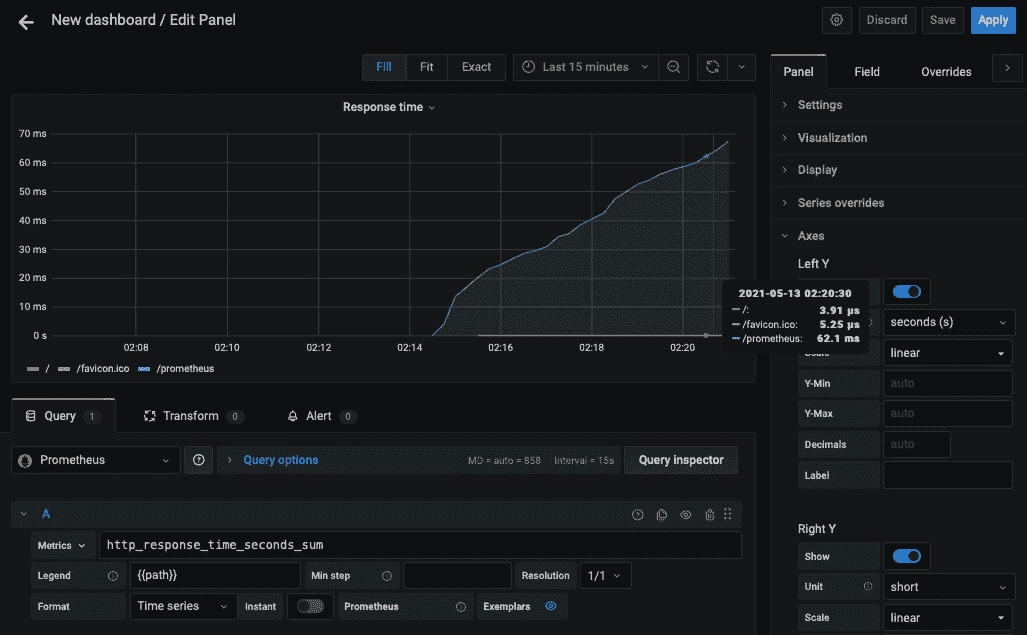 New dashboard / Edit Panel
Discard Save Apply
Fill Fit Exact Last 15 minutes
Panel Field Overrides
Response time
70 ms
60 ms
50 ms
40 ms
30 ms
20 ms
10 ms
0 s
02:08 02:10 02:12 02:14 02:16 02:18 02:20
/ /favicon.ico /prometheus
2021-05-13 02:20:30
/: 3.91 µs
/favicon.ico: 5.25 µs
/prometheus: 62.1 ms
Settings
Visualization
Display
Series overrides
Axes
Left Y
seconds (s)
Scale linear
Y-Min auto
Y-Max auto
Decimals auto
Label
Right Y
Show
Unit short
Scale linear
Query 1 Transform 0 Alert 0
Prometheus Query options MD = auto = 858 Interval = 15s Query inspector
A
Metrics http_response_time_seconds_sum
Legend {{path}} Min step Resolution 1/1
Format Time series Instant Prometheus Exemplars